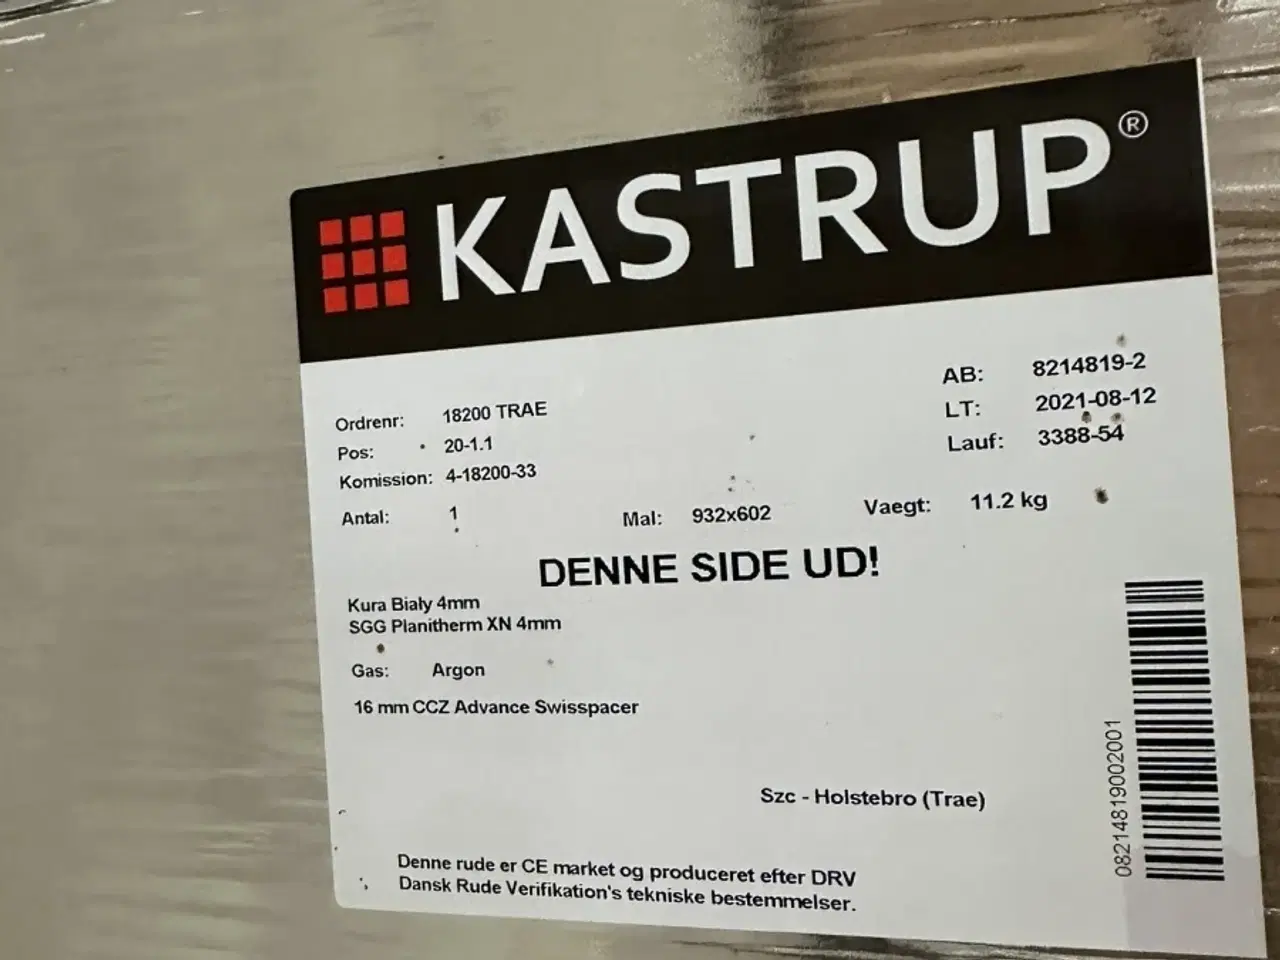 KASTRUP®
Ordrenr: 18200 TRAE
Pos: 20-1.1
Komission: 4-18200-33
AB: 8214819-2
LT: 2021-08-12
Lauf: 3388-54
Antal: 1 Mal: 932x602 Vaegt: 11.2 kg
DENNE SIDE UD!
Kura Bialy 4mm
SGG Planitherm XN 4mm
Gas: Argon
16 mm CCZ Advance Swisspacer
Szc - Holstebro (Trae)
Denne rude er CE market og produceret efter DRV
Dansk Rude Verifikation's tekniske bestemmelser.
08214819002001